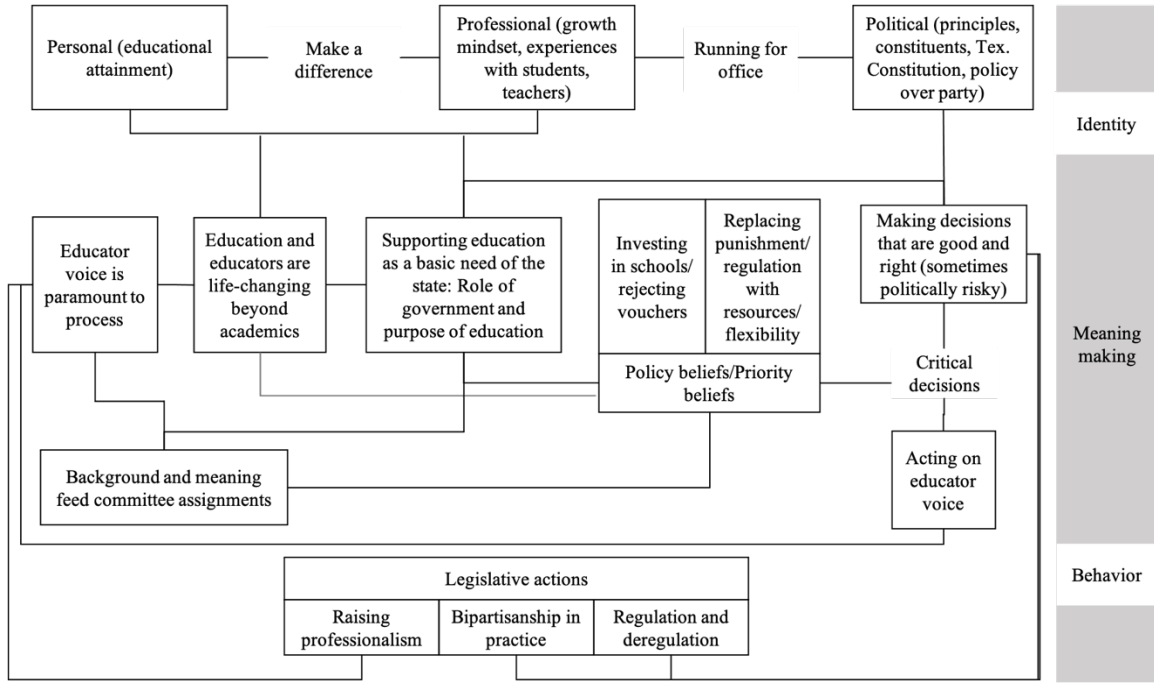 Personal (educational
attainment)
Make a
difference
Professional (growth
mindset, experiences
with students,
teachers)
Running for
office
Political (principles,
constituents, Tex.
Constitution, policy
over party)
Identity
Educator
voice is
paramount to
process
Education and
educators are
life-changing
beyond
academics
Supporting education
as a basic need of the
state: Role of
government and
purpose of education
Investing
in schools/
rejecting
vouchers
Replacing
punishment/
regulation
with
resources/
flexibility
Policy beliefs/Priority
beliefs
Making decisions
that are good and
right (sometimes
politically risky)
Meaning
making
Critical
decisions
Background and meaning
feed committee assignments
Acting on
educator
voice
Behavior
Legislative actions
Raising
professionalism
Bipartisanship in
practice
Regulation and
deregulation